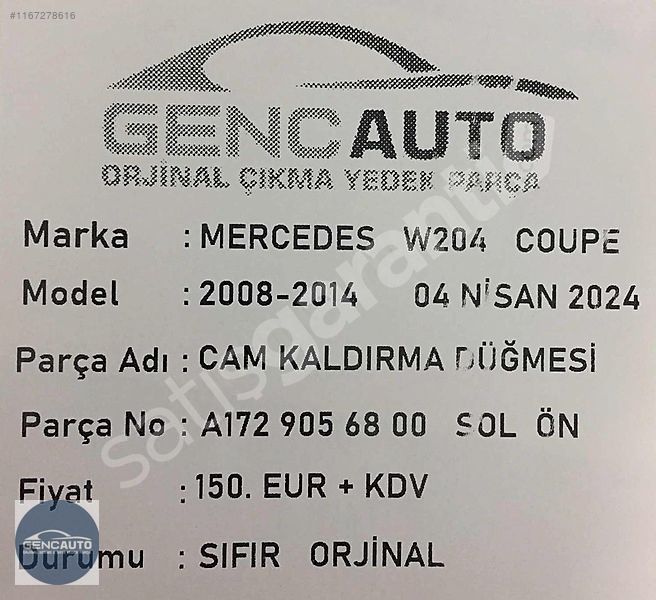 #1167278616
GENCAUTO
ORJİNAL ÇIKMA YEDEK PARÇA
Marka : MERCEDES W204 COUPE
Model : 2008-2014 04 NİSAN 2024
Parça Adı : CAM KALDIRMA DÜĞMESİ
Parça No : A172 905 68 00 SOL ÖN
Fiyat : 150. EUR + KDV
Durumu : SIFIR ORJİNAL
GENCAUTO
satışgarantili